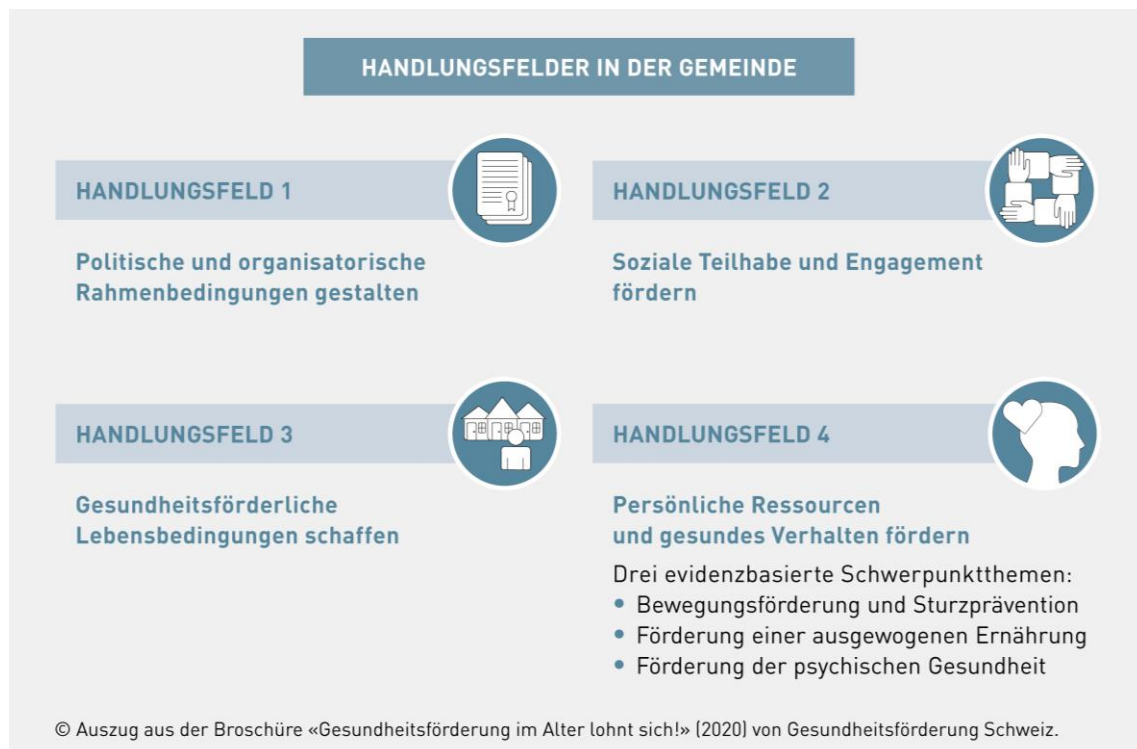 HANDLUNGSFELDER IN DER GEMEINDE
HANDLUNGSFELD 1
Politische und organisatorische
Rahmenbedingungen gestalten
HANDLUNGSFELD 2
Soziale Teilhabe und Engagement
fördern
HANDLUNGSFELD 3
Gesundheitsförderliche
Lebensbedingungen schaffen
HANDLUNGSFELD 4
Persönliche Ressourcen
und gesundes Verhalten fördern
Drei evidenzbasierte Schwerpunktthemen:
• Bewegungsförderung und Sturzprävention
• Förderung einer ausgewogenen Ernährung
• Förderung der psychischen Gesundheit
© Auszug aus der Broschüre «Gesundheitsförderung im Alter lohnt sich!» (2020) von Gesundheitsförderung Schweiz.